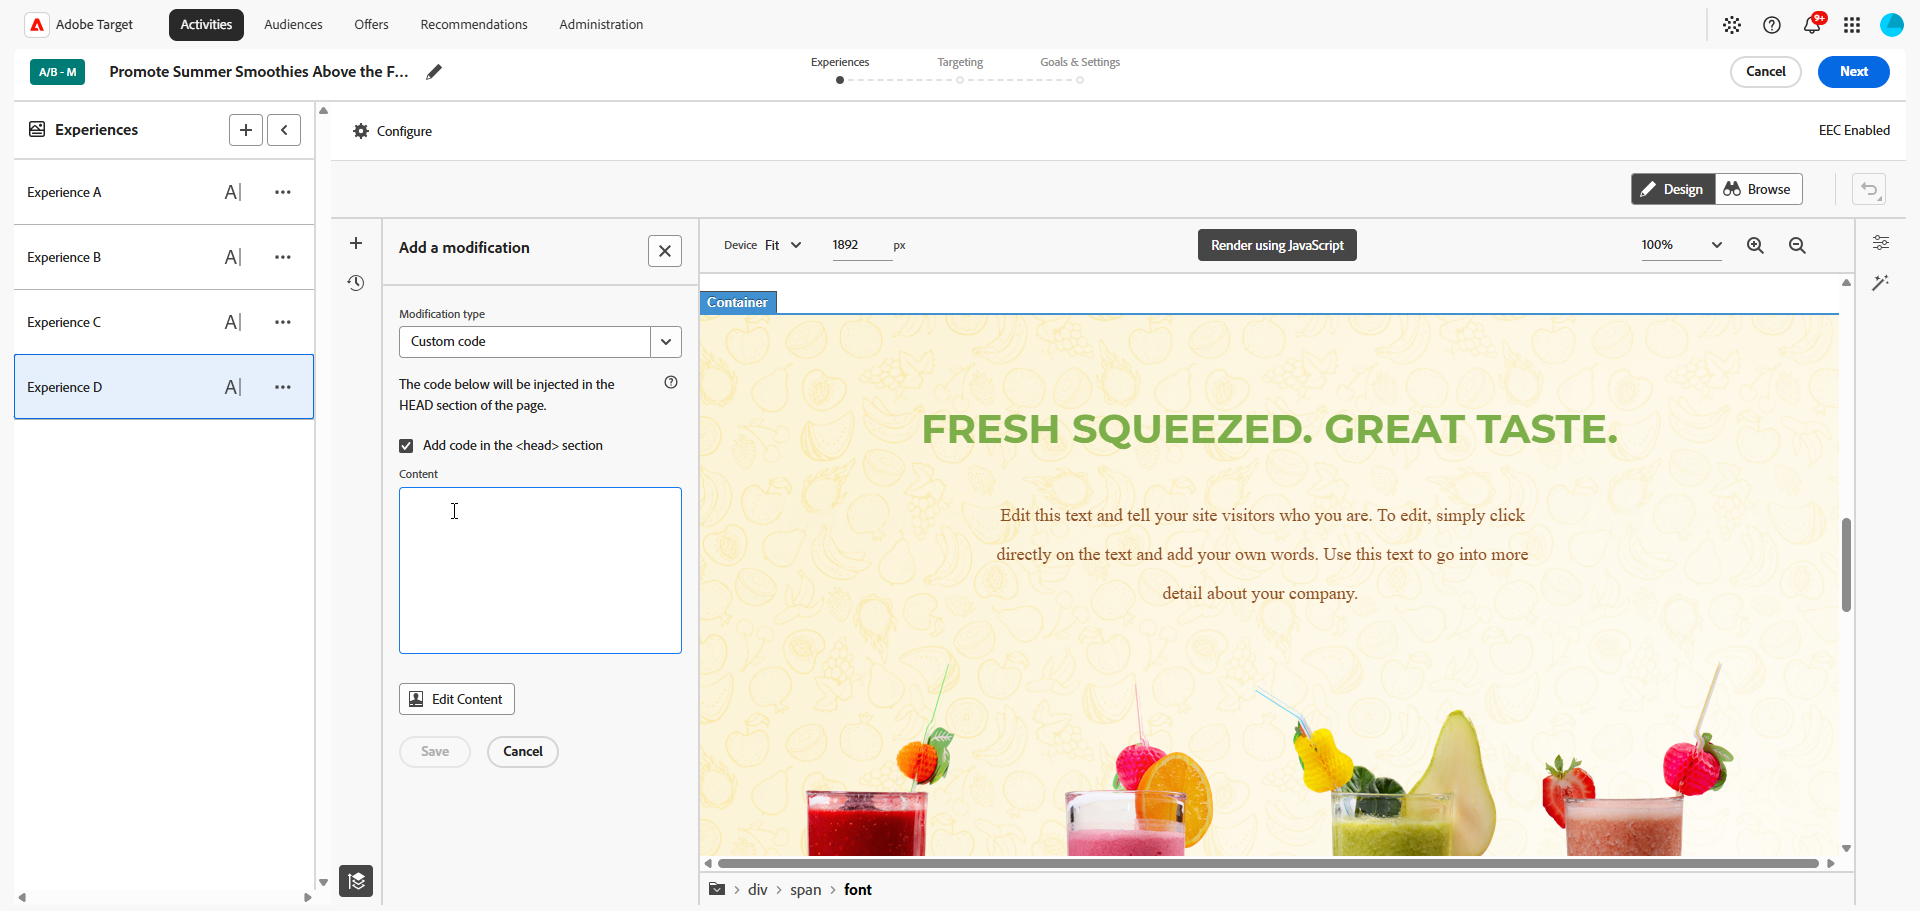 Adobe Target
Activities
Audiences
Offers
Recommendations
Administration
9+
A/B - M
Promote Summer Smoothies Above the F...
Experiences
Targeting
Goals & Settings
Cancel
Next
Experiences
Configure
EEC Enabled
Experience A
Experience B
Experience C
Experience D
Design
Browse
Add a modification
Modification type
Custom code
The code below will be injected in the
HEAD section of the page.
Add code in the <head> section
Content
Edit Content
Save
Cancel
Device
Fit
1892
px
Render using JavaScript
100%
Container
FRESH SQUEEZED. GREAT TASTE.
Edit this text and tell your site visitors who you are. To edit, simply click
directly on the text and add your own words. Use this text to go into more
detail about your company.
div
span
font